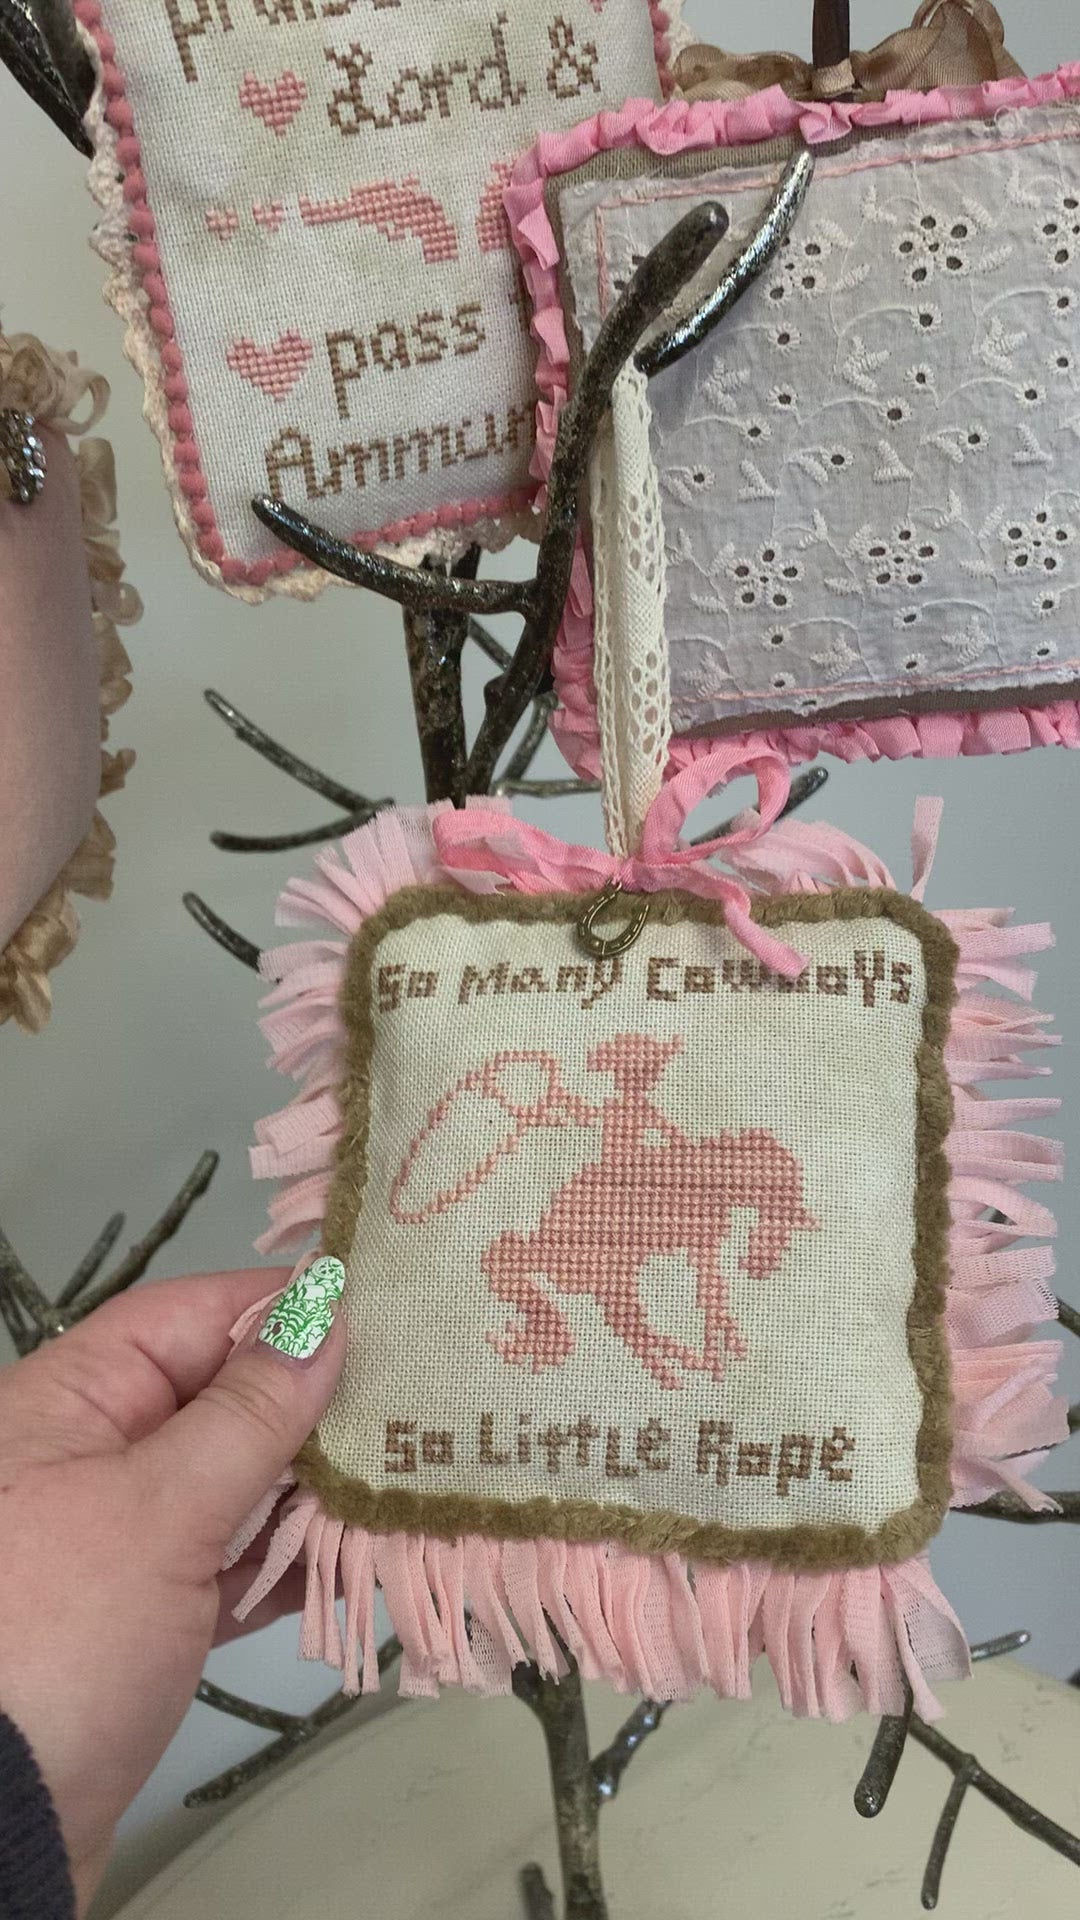 Lord &
pass
So Many Cowboys
So Little Rope